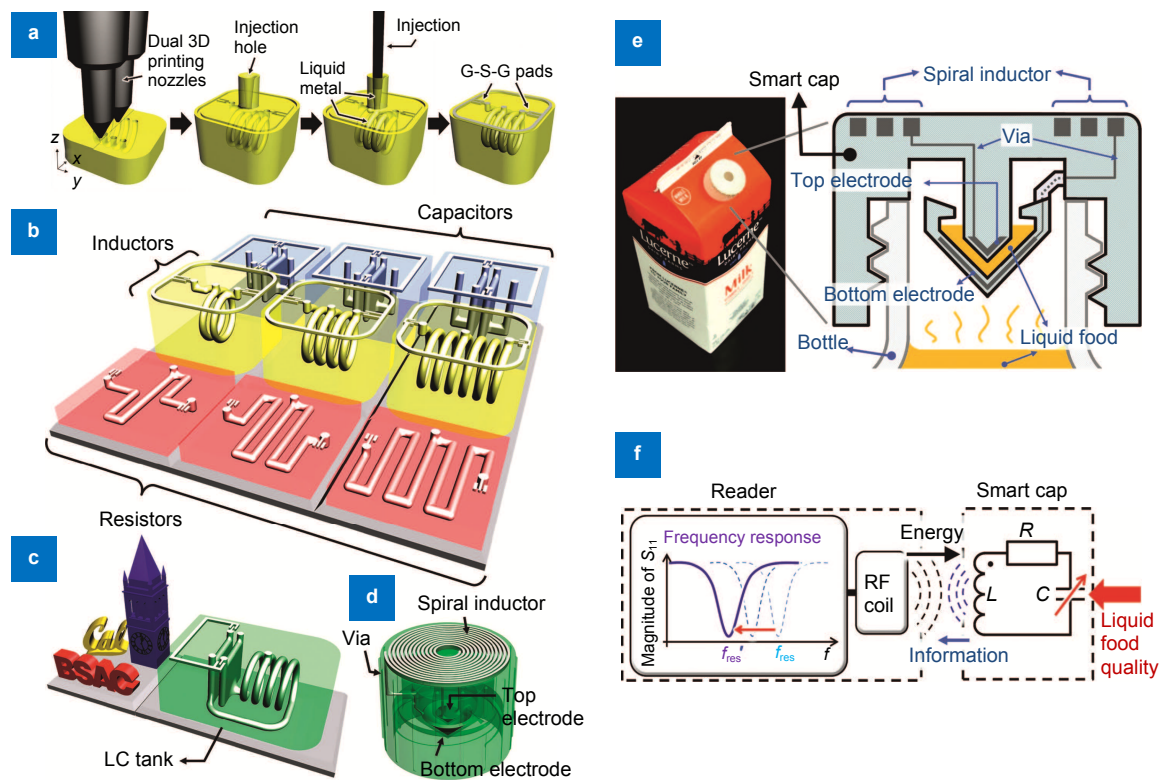 a
Dual 3D
printing
nozzles
Injection
hole
Liquid
metal
Injection
G-S-G pads
z
x
y
b
Inductors
Capacitors
Resistors
c
Cal
BSAC
LC tank
d
Spiral inductor
Via
Top
electrode
Bottom electrode
e
Smart
cap
Spiral inductor
Via
Top electrode
Bottom electrode
Liquid food
Bottle
Lucerne
Lucerne
Milk
f
Reader
Smart cap
Frequency response
Magnitude of S11
fres'
fres
f
RF
coil
Energy
Information
R
L
C
Liquid
food
quality